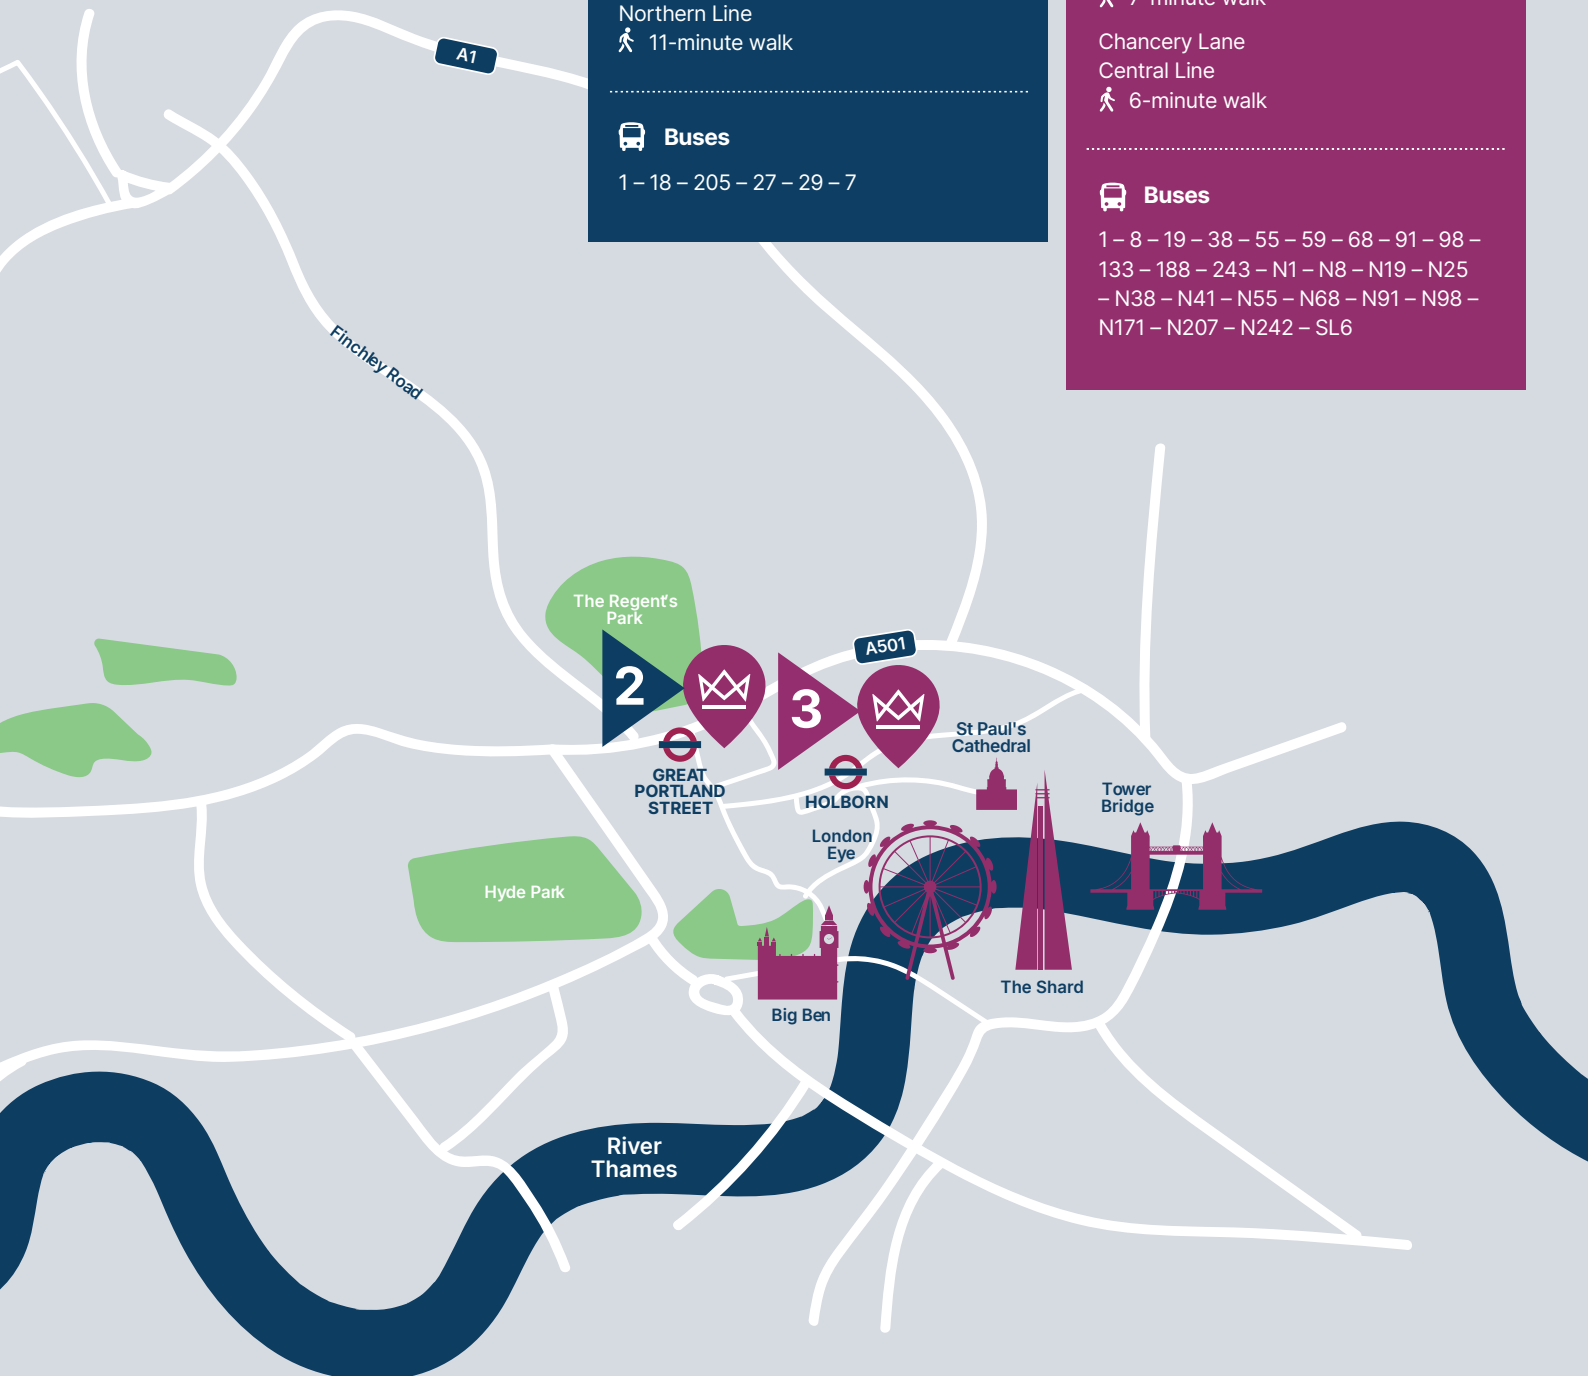 Northern Line
11-minute walk
Buses
1 – 18 – 205 – 27 – 29 – 7
7-minute walk
Chancery Lane
Central Line
6-minute walk
Buses
1 – 8 – 19 – 38 – 55 – 59 – 68 – 91 – 98 –
133 – 188 – 243 – N1 – N8 – N19 – N25
– N38 – N41 – N55 – N68 – N91 – N98 –
N171 – N207 – N242 – SL6
A1
Finchley Road
The Regent's
Park
A501
2
3
St Paul's
Cathedral
GREAT
PORTLAND
STREET
HOLBORN
Tower
Bridge
London
Eye
Hyde Park
The Shard
Big Ben
River
Thames